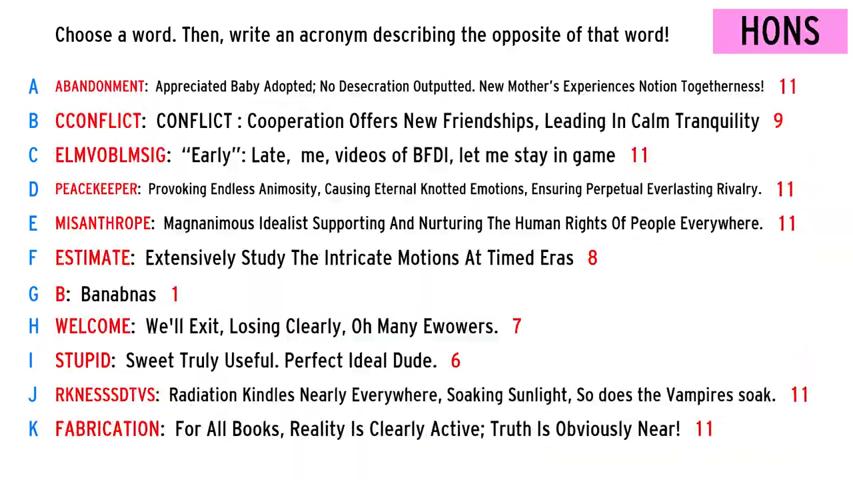 Choose a word. Then, write an acronym describing the opposite of that word!
HONS
A ABANDONMENT: Appreciated Baby Adopted; No Desecration Outputted. New Mother's Experiences Notion Togetherness! 11
B CCONFLICT: CONFLICT : Cooperation Offers New Friendships, Leading In Calm Tranquility 9
C ELMVOBLMSIG: “Early”: Late, me, videos of BFDI, let me stay in game 11
D PEACEKEEPER: Provoking Endless Animosity, Causing Eternal Knotted Emotions, Ensuring Perpetual Everlasting Rivalry. 11
E MISANTHROPE: Magnanimous Idealist Supporting And Nurturing The Human Rights Of People Everywhere. 11
F ESTIMATE: Extensively Study The Intricate Motions At Timed Eras 8
G B: Banabnas 1
H WELCOME: We'll Exit, Losing Clearly, Oh Many Ewowers. 7
I STUPID: Sweet Truly Useful. Perfect Ideal Dude. 6
J RKNESSSDTVS: Radiation Kindles Nearly Everywhere, Soaking Sunlight, So does the Vampires soak. 11
K FABRICATION: For All Books, Reality Is Clearly Active; Truth Is Obviously Near! 11